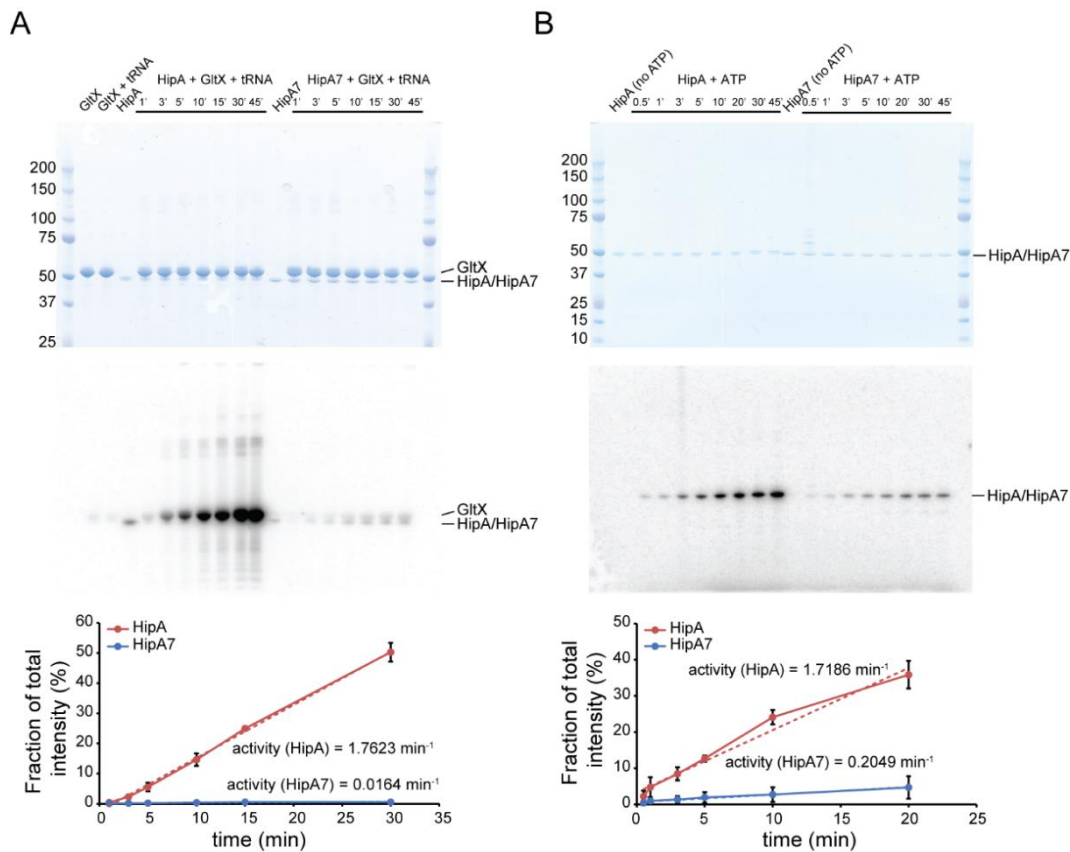 A
GltX
GltX + tRNA
HipA
HipA + GltX + tRNA
1' 3' 5' 10' 15' 30' 45'
HipA7
HipA7 + GltX + tRNA
1' 3' 5' 10' 15' 30' 45'
200
150
100
75
50
37
25
GltX
HipA/HipA7
GltX
HipA/HipA7
HipA
HipA7
Fraction of total
intensity (%)
60
50
40
30
20
10
0
activity (HipA) = 1.7623 min-1
activity (HipA7) = 0.0164 min-1
0 5 10 15 20 25 30 35
time (min)
B
HipA (no ATP)
HipA + ATP
0.5' 1' 3' 5' 10' 20' 30' 45'
HipA7 (no ATP)
HipA7 + ATP
0.5' 1' 3' 5' 10' 20' 30' 45'
200
150
100
75
50
37
25
15
10
HipA/HipA7
HipA/HipA7
HipA
HipA7
Fraction of total
intensity (%)
50
40
30
20
10
0
activity (HipA) = 1.7186 min-1
activity (HipA7) = 0.2049 min-1
0 5 10 15 20 25
time (min)